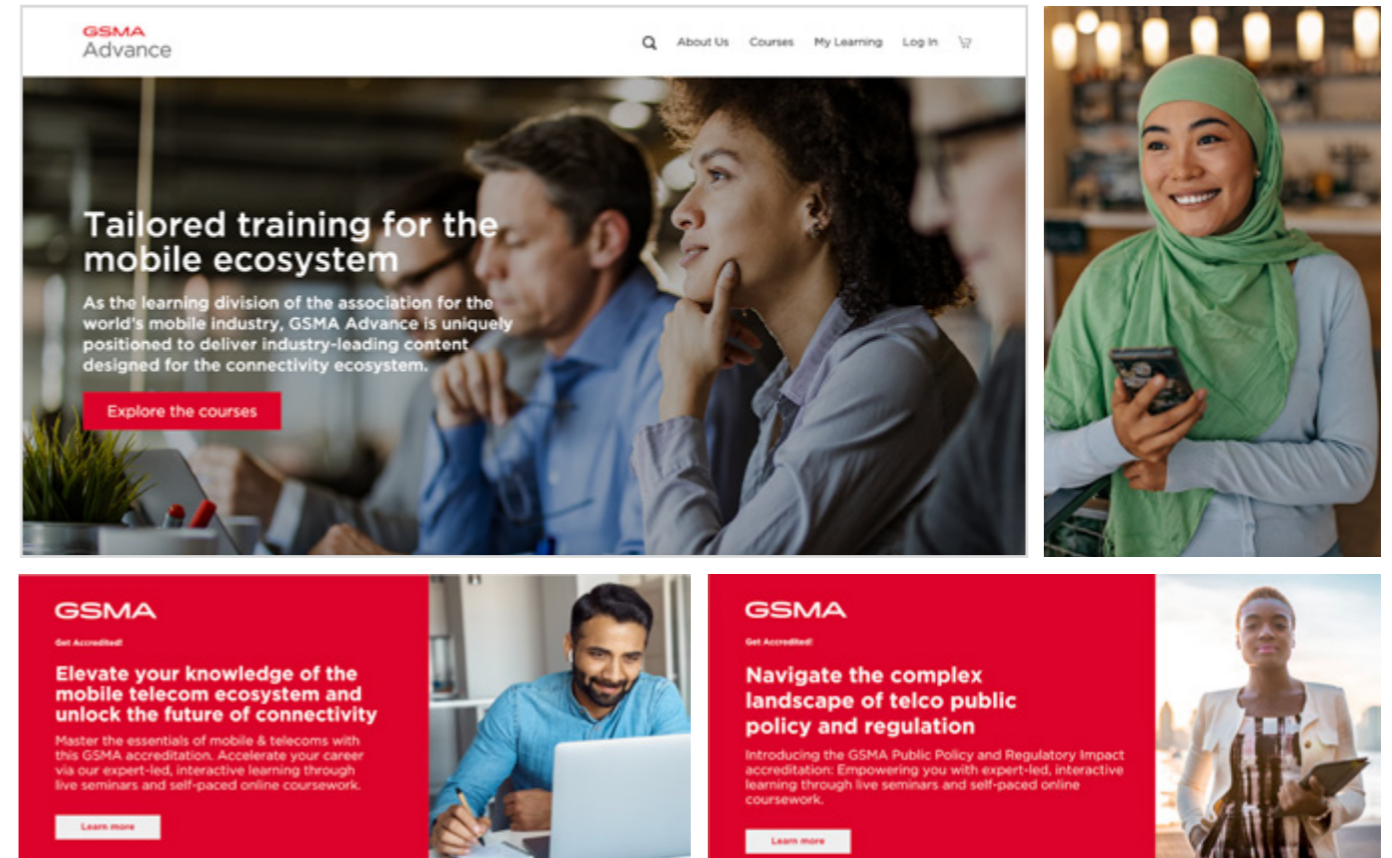 GSMA
Advance
About Us Courses My Learning Log In
Tailored training for the
mobile ecosystem
As the learning division of the association for the
world's mobile industry, GSMA Advance is uniquely
positioned to deliver industry-leading content
designed for the connectivity ecosystem.
Explore the courses
GSMA
Get Accredited!
Elevate your knowledge of the
mobile telecom ecosystem and
unlock the future of connectivity
Master the essentials of mobile & telecoms with
this GSMA accreditation. Accelerate your career
via our expert-led, interactive learning through
live seminars and self-paced online coursework.
Learn more
GSMA
Get Accredited!
Navigate the complex
landscape of telco public
policy and regulation
Introducing the GSMA Public Policy and Regulatory Impact
accreditation: Empowering you with expert-led, interactive
learning through live seminars and self-paced online
coursework.
Learn more